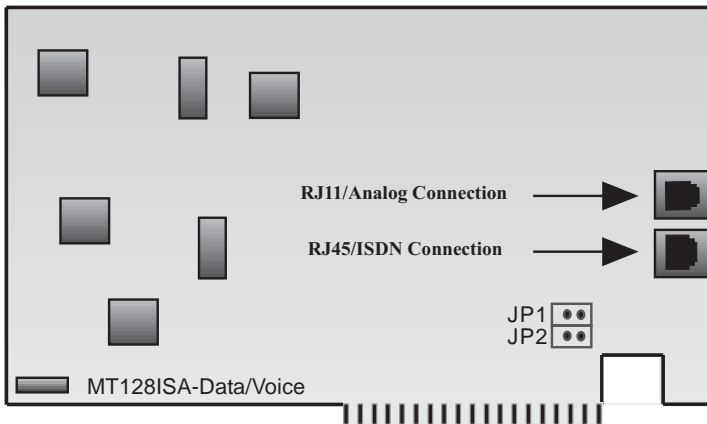 RJ11/Analog Connection
RJ45/ISDN Connection
JP1
JP2
MT128ISA-Data/Voice